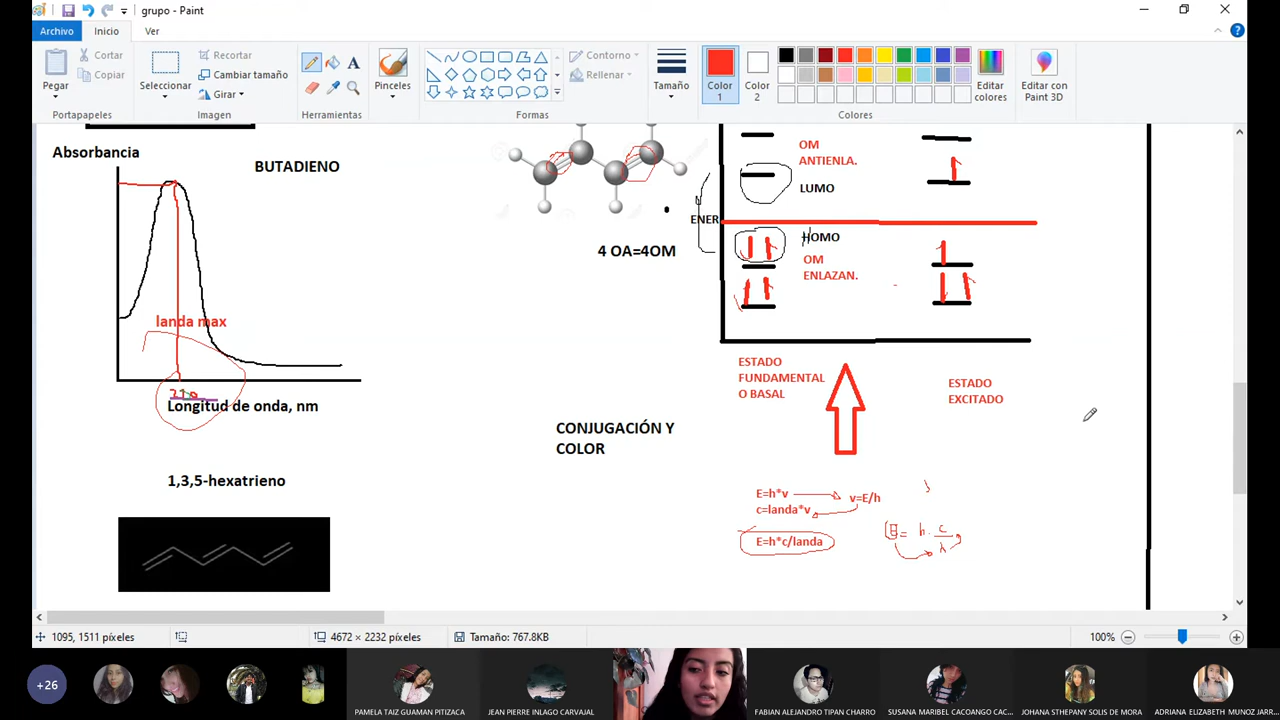 grupo - Paint
Archivo
Inicio
Ver
Pegar
Cortar
Copiar
Portapapeles
Seleccionar
Recortar
Cambiar tamaño
Girar
Imagen
A
Herramientas
Pinceles
Contorno
Rellenar
Formas
Tamaño
Color 1
Color 2
Editar colores
Colores
Editar con Paint 3D
Absorbancia
BUTADIENO
landa max
Longitud de onda, nm
1,3,5-hexatrieno
4 OA=4OM
ENER
OM
ANTIENLA.
LUMO
HOMO
OM
ENLAZAN.
ESTADO
FUNDAMENTAL
O BASAL
ESTADO
EXCITADO
CONJUGACIÓN Y
COLOR
E=h*v
v=E/h
c=landa*v
E=h*c/landa
E = h. c
λ
1095, 1511 píxeles
4672 × 2232 píxeles
Tamaño: 767.8KB
100%
+26
PAMELA TAIZ GUAMAN PITIZACA
JEAN PIERRE INLAGO CARVAJAL
FABIAN ALEJANDRO TIPAN CHARRO
SUSANA MARIBEL CACOANGO CAC...
JOHANA STHEPANY SOLIS DE MORA
ADRIANA ELIZABETH MUNOZ JARR...